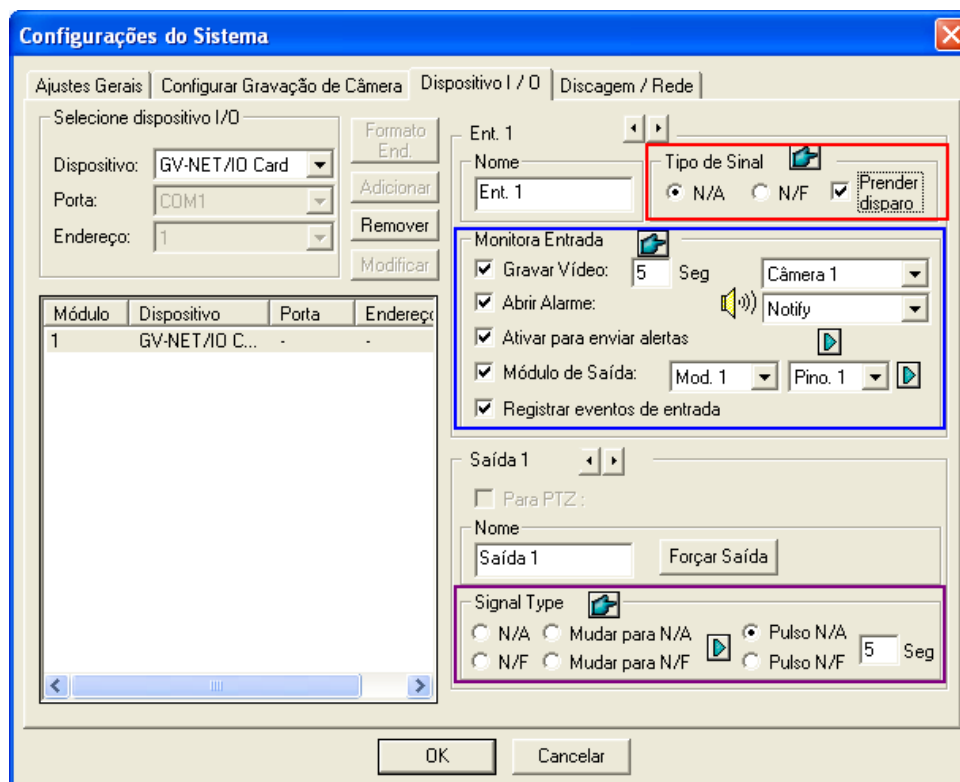 Configurações do Sistema
Ajustes Gerais
Configurar Gravação de Câmera
Dispositivo I / O
Discagem / Rede
Selecione dispositivo I/O
Dispositivo: GV-NET/IO Card
Porta: COM1
Endereço: 1
Formato
End.
Adicionar
Remover
Modificar
Módulo Dispositivo Porta Endereço
1 GV-NET/IO C... - -
Ent. 1
Nome
Ent. 1
Tipo de Sinal
N/A N/F Prender
disparo
Monitora Entrada
Gravar Vídeo: 5 Seg Câmera 1
Abrir Alarme: Notify
Ativar para enviar alertas
Módulo de Saída: Mod. 1 Pino. 1
Registrar eventos de entrada
Saída 1
Para PTZ :
Nome
Saída 1 Forçar Saída
Signal Type
N/A Mudar para N/A Pulso N/A
N/F Mudar para N/F Pulso N/F
5 Seg
OK Cancelar